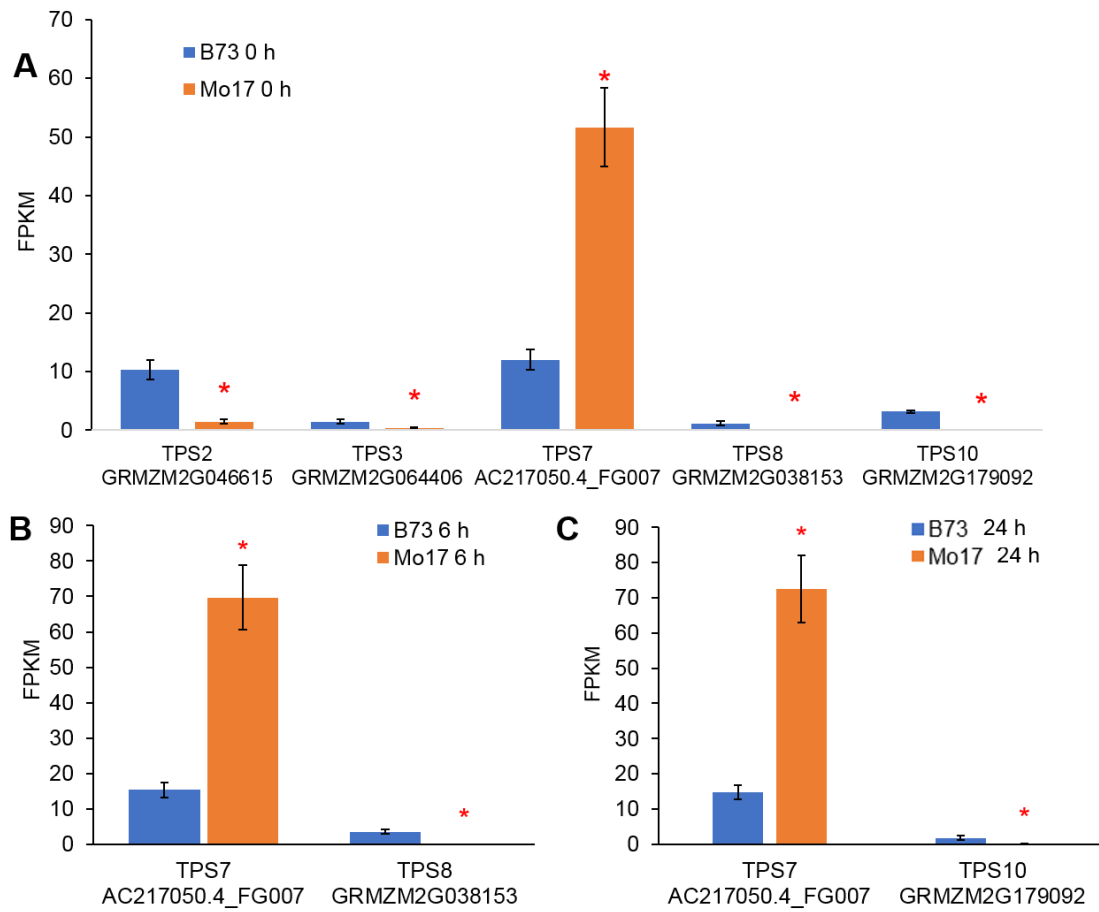 A
70
60
50
40
30
20
10
0
FPKM
B73 0 h
Mo17 0 h
*
*
*
*
*
TPS2 TPS3 TPS7 TPS8 TPS10
GRMZM2G046615 GRMZM2G064406 AC217050.4_FG007 GRMZM2G038153 GRMZM2G179092
B
90
80
70
60
50
40
30
20
10
0
FPKM
B73 6 h
Mo17 6 h
*
*
TPS7 TPS8
AC217050.4_FG007 GRMZM2G038153
C
90
80
70
60
50
40
30
20
10
0
FPKM
B73 24 h
Mo17 24 h
*
*
TPS7 TPS10
AC217050.4_FG007 GRMZM2G179092